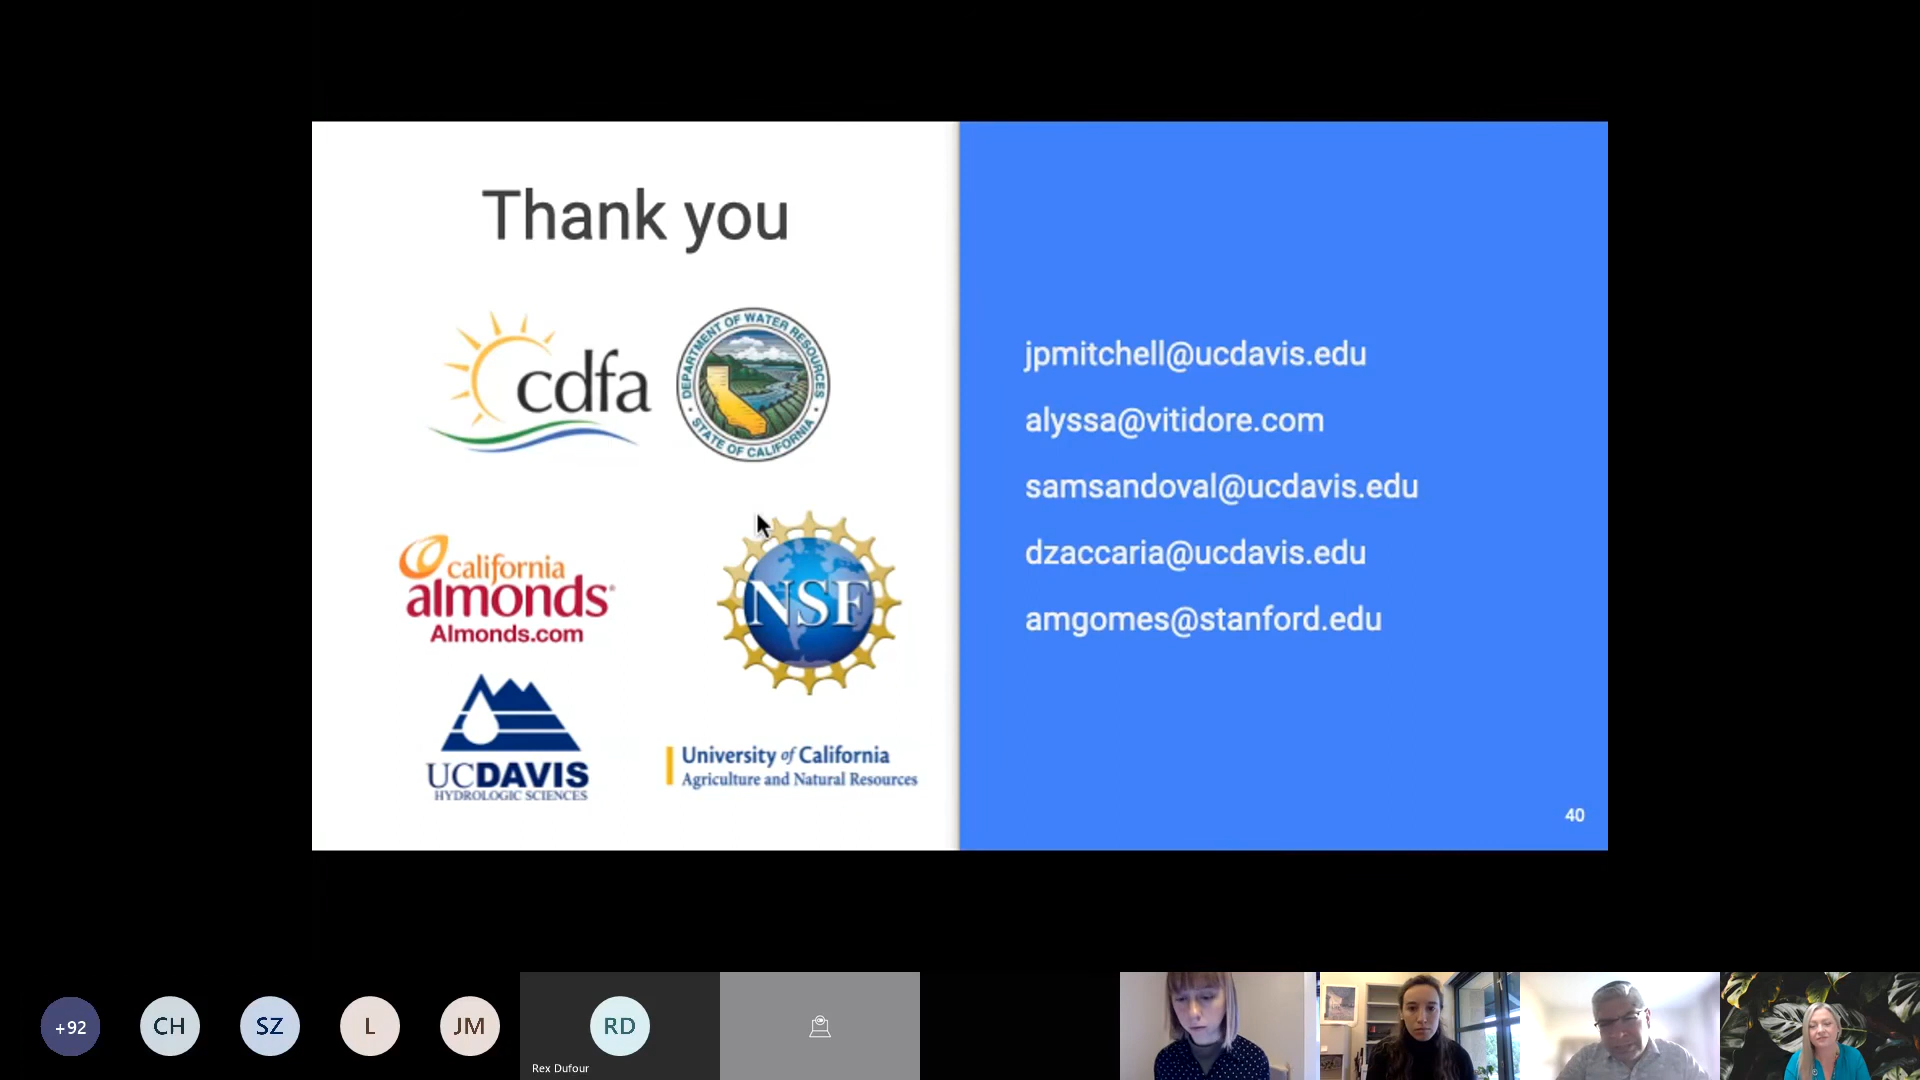 Thank you
cdfa
DEPARTMENT OF WATER RESOURCES
STATE OF CALIFORNIA
california
almonds®
Almonds.com
NSF
UCDAVIS
HYDROLOGIC SCIENCES
University of California
Agriculture and Natural Resources
jpmitchell@ucdavis.edu
alyssa@vitidore.com
samsandoval@ucdavis.edu
dzaccaria@ucdavis.edu
amgomes@stanford.edu
40
+92
CH
SZ
L
JM
RD
Rex Dufour